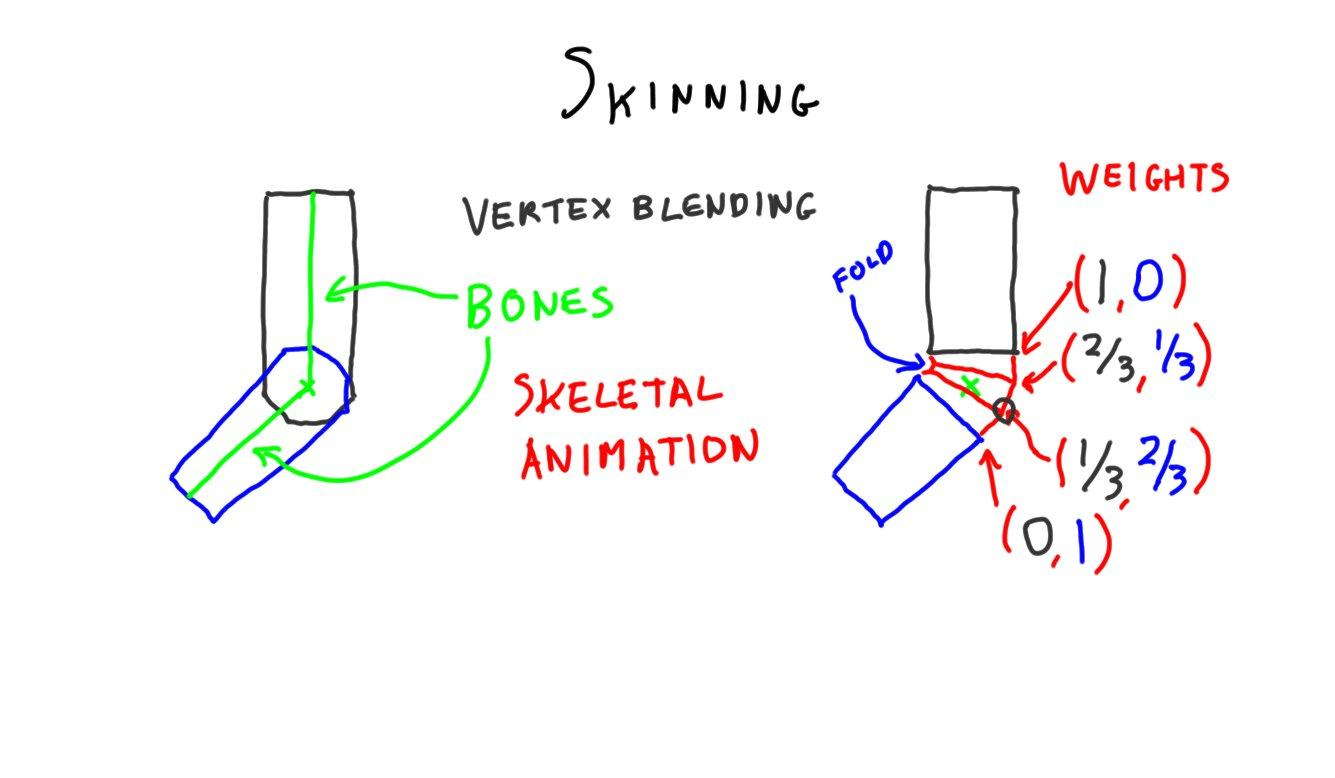 SKINNING
WEIGHTS
VERTEX BLENDING
FOLD
BONES
(1,0)
(2/3,1/3)
SKELETAL
ANIMATION
(1/3,2/3)
(0,1)